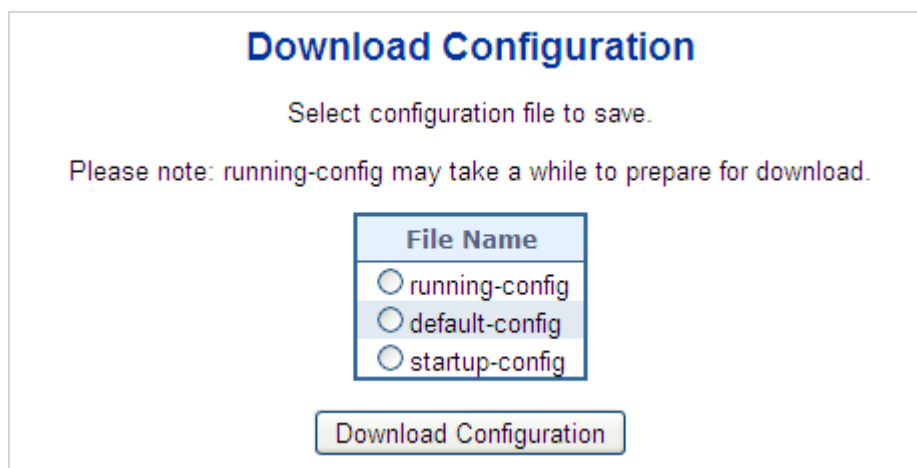 Download Configuration
Select configuration file to save.
Please note: running-config may take a while to prepare for download.
File Name
running-config
default-config
startup-config
Download Configuration